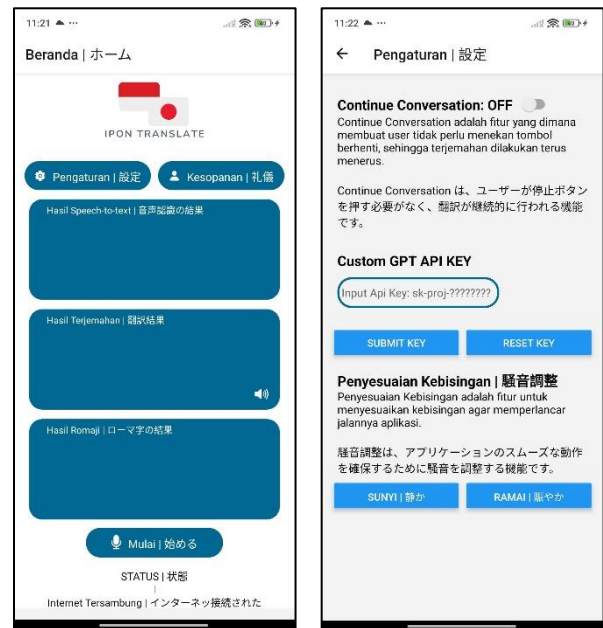 11:21 ...
Beranda | ホーム
IPON TRANSLATE
Pengaturan | 設定
Kesopanan | 礼儀
Hasil Speech-to-text | 音声認識の結果
Hasil Terjemahan | 翻訳結果
Hasil Romaji | ローマ字の結果
Mulai | 始める
STATUS | 状態
|
Internet Tersambung | インターネッ接続された
11:22 ...
Pengaturan | 設定
Continue Conversation: OFF
Continue Conversation adalah fitur yang dimana
membuat user tidak perlu menekan tombol
berhenti, sehingga terjemahan dilakukan terus
menerus.
Continue Conversation は、ユーザーが停止ボタン
を押す必要がなく、翻訳が継続的に行われる機能
です。
Custom GPT API KEY
Input Api Key: sk-proj-????????
SUBMIT KEY
RESET KEY
Penyesuaian Kebisingan | 騒音調整
Penyesuaian Kebisingan adalah fitur untuk
menyesuaikan kebisingan agar memperlancar
jalannya aplikasi.
騒音調整は、アプリケーションのスムーズな動作
を確保するために騒音を調整する機能です。
SUNYI | 静か
RAMAI | 賑やか